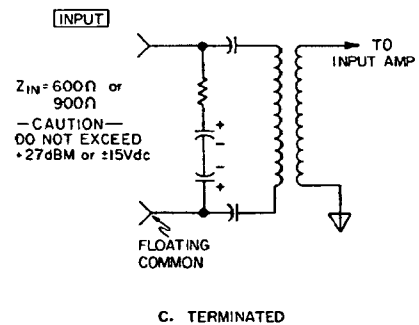 INPUT
TO
INPUT AMP
ZIN=600Ω or
900Ω
—CAUTION—
DO NOT EXCEED
+27dBM or ±15Vdc
+
−
−
+
FLOATING
COMMON
C. TERMINATED